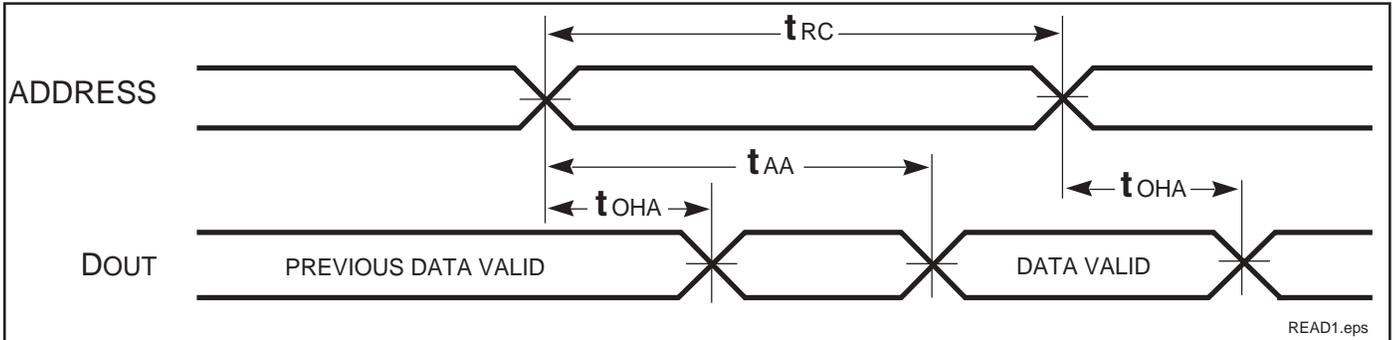 tRC
ADDRESS
tAA
tOHA
tOHA
DOUT
PREVIOUS DATA VALID
DATA VALID
READ1.eps